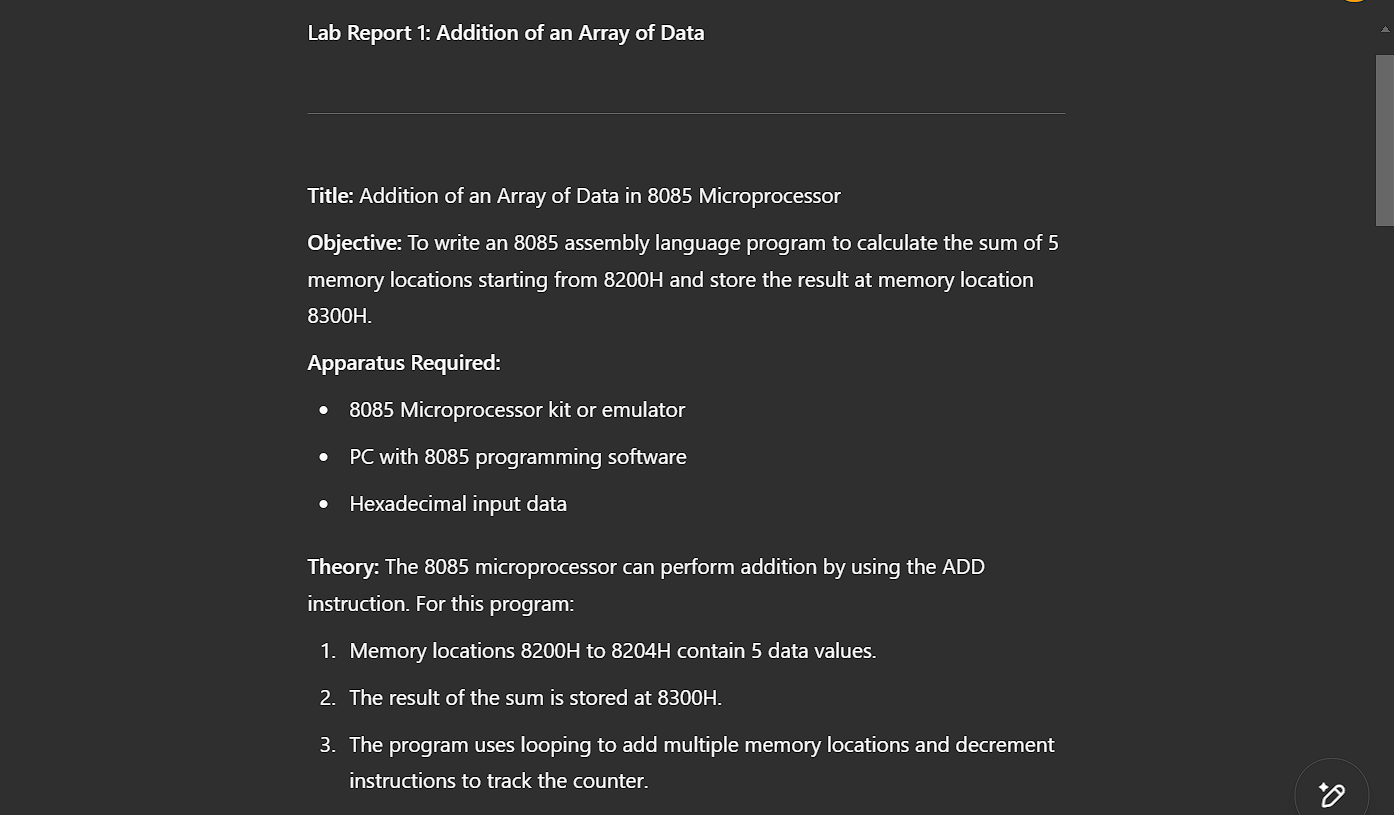 Lab Report 1: Addition of an Array of Data
Title: Addition of an Array of Data in 8085 Microprocessor
Objective: To write an 8085 assembly language program to calculate the sum of 5
memory locations starting from 8200H and store the result at memory location
8300H.
Apparatus Required:
• 8085 Microprocessor kit or emulator
• PC with 8085 programming software
• Hexadecimal input data
Theory: The 8085 microprocessor can perform addition by using the ADD
instruction. For this program:
1. Memory locations 8200H to 8204H contain 5 data values.
2. The result of the sum is stored at 8300H.
3. The program uses looping to add multiple memory locations and decrement
instructions to track the counter.